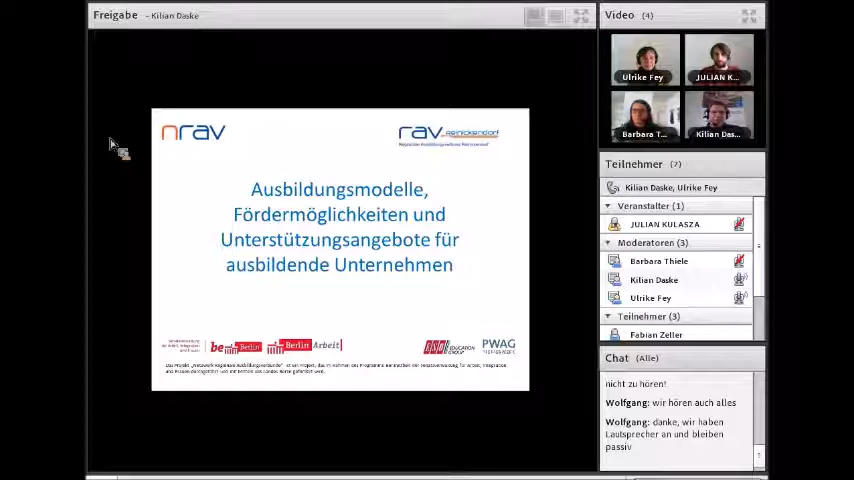 Freigabe - Kilian Daske
nrav
rav Reinickendorf
Ausbildungsmodelle,
Fördermöglichkeiten und
Unterstützungsangebote für
ausbildende Unternehmen
be Berlin
Berlin Arbeit
EDUCATION
GROUP
PWAG
Video (4)
Ulrike Fey
JULIAN K...
Barbara T...
Kilian Das...
Teilnehmer (7)
Kilian Daske, Ulrike Fey
Veranstalter (1)
JULIAN KULASZA
Moderatoren (3)
Barbara Thiele
Kilian Daske
Ulrike Fey
Teilnehmer (3)
Fabian Zeller
Chat (Alle)
nicht zu hören!
Wolfgang: wir hören auch alles
Wolfgang: danke, wir haben
Lautsprecher an und bleiben
passiv